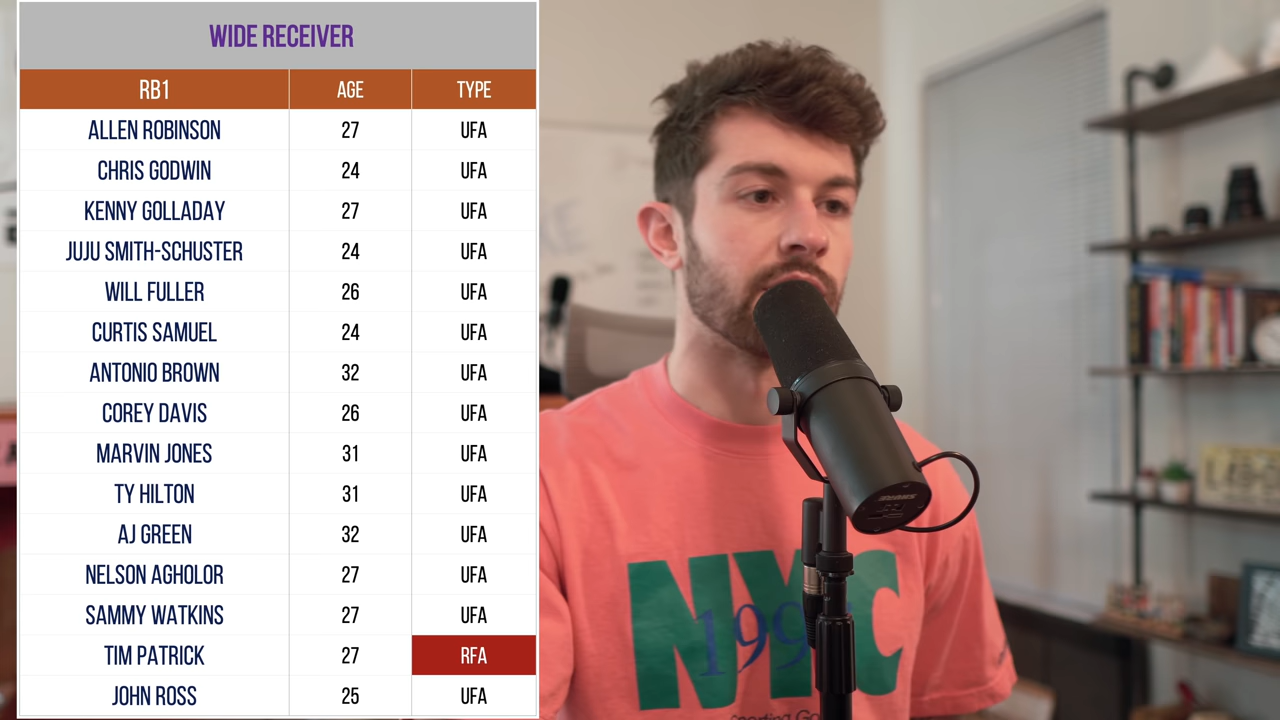 WIDE RECEIVER
RB1 AGE TYPE
ALLEN ROBINSON 27 UFA
CHRIS GODWIN 24 UFA
KENNY GOLLADAY 27 UFA
JUJU SMITH-SCHUSTER 24 UFA
WILL FULLER 26 UFA
CURTIS SAMUEL 24 UFA
ANTONIO BROWN 32 UFA
COREY DAVIS 26 UFA
MARVIN JONES 31 UFA
TY HILTON 31 UFA
AJ GREEN 32 UFA
NELSON AGHOLOR 27 UFA
SAMMY WATKINS 27 UFA
TIM PATRICK 27 RFA
JOHN ROSS 25 UFA
NYC
199